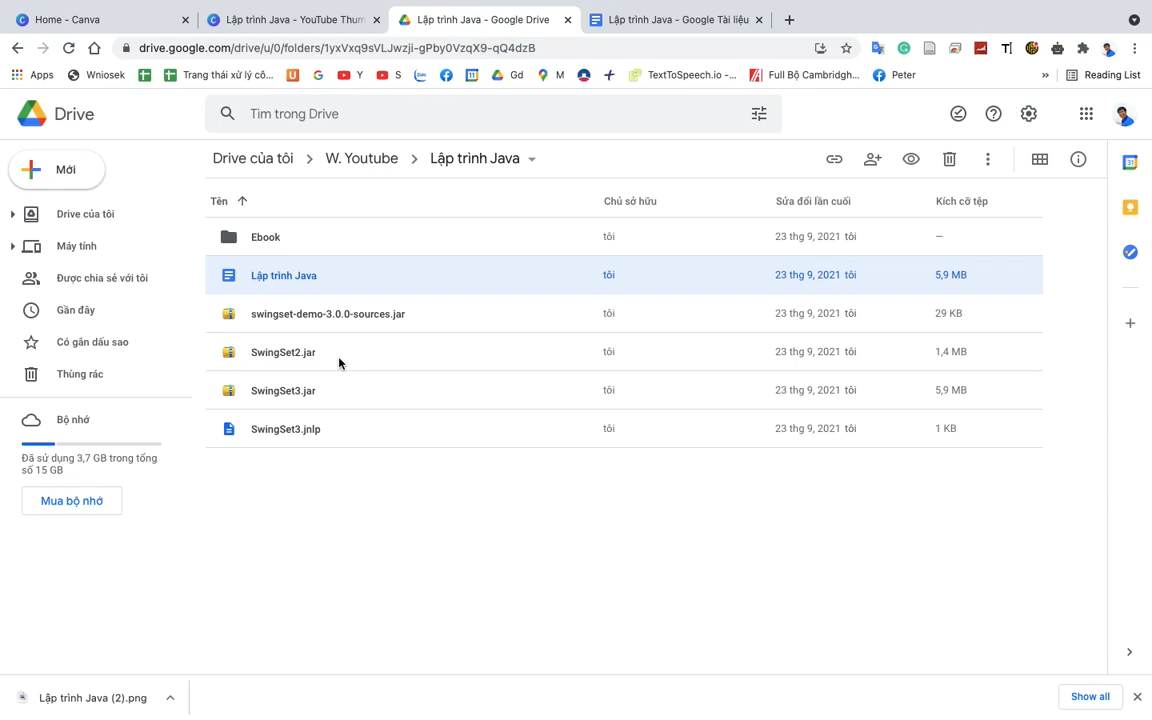 Home - Canva
Lập trình Java - YouTube Thum
Lập trình Java - Google Drive
Lập trình Java - Google Tài liệu
drive.google.com/drive/u/0/folders/1yxVxq9sVLJwzji-gPby0VzqX9-qQ4dzB
Apps
Wniosek
Trang thái xử lý cô...
Y
S
Gd
M
TextToSpeech.io -...
Full Bộ Cambridgh...
Peter
»
Reading List
Drive
Tìm trong Drive
Mới
Drive của tôi
Máy tính
Được chia sẻ với tôi
Gần đây
Có gắn dấu sao
Thùng rác
Bộ nhớ
Đã sử dụng 3,7 GB trong tổng
số 15 GB
Mua bộ nhớ
Drive của tôi > W. Youtube > Lập trình Java
Tên Chủ sở hữu Sửa đổi lần cuối Kích cỡ tệp
Ebook tôi 23 thg 9, 2021 tôi —
Lập trình Java tôi 23 thg 9, 2021 tôi 5,9 MB
swingset-demo-3.0.0-sources.jar tôi 23 thg 9, 2021 tôi 29 KB
SwingSet2.jar tôi 23 thg 9, 2021 tôi 1,4 MB
SwingSet3.jar tôi 23 thg 9, 2021 tôi 5,9 MB
SwingSet3.jnlp tôi 23 thg 9, 2021 tôi 1 KB
Lập trình Java (2).png
Show all